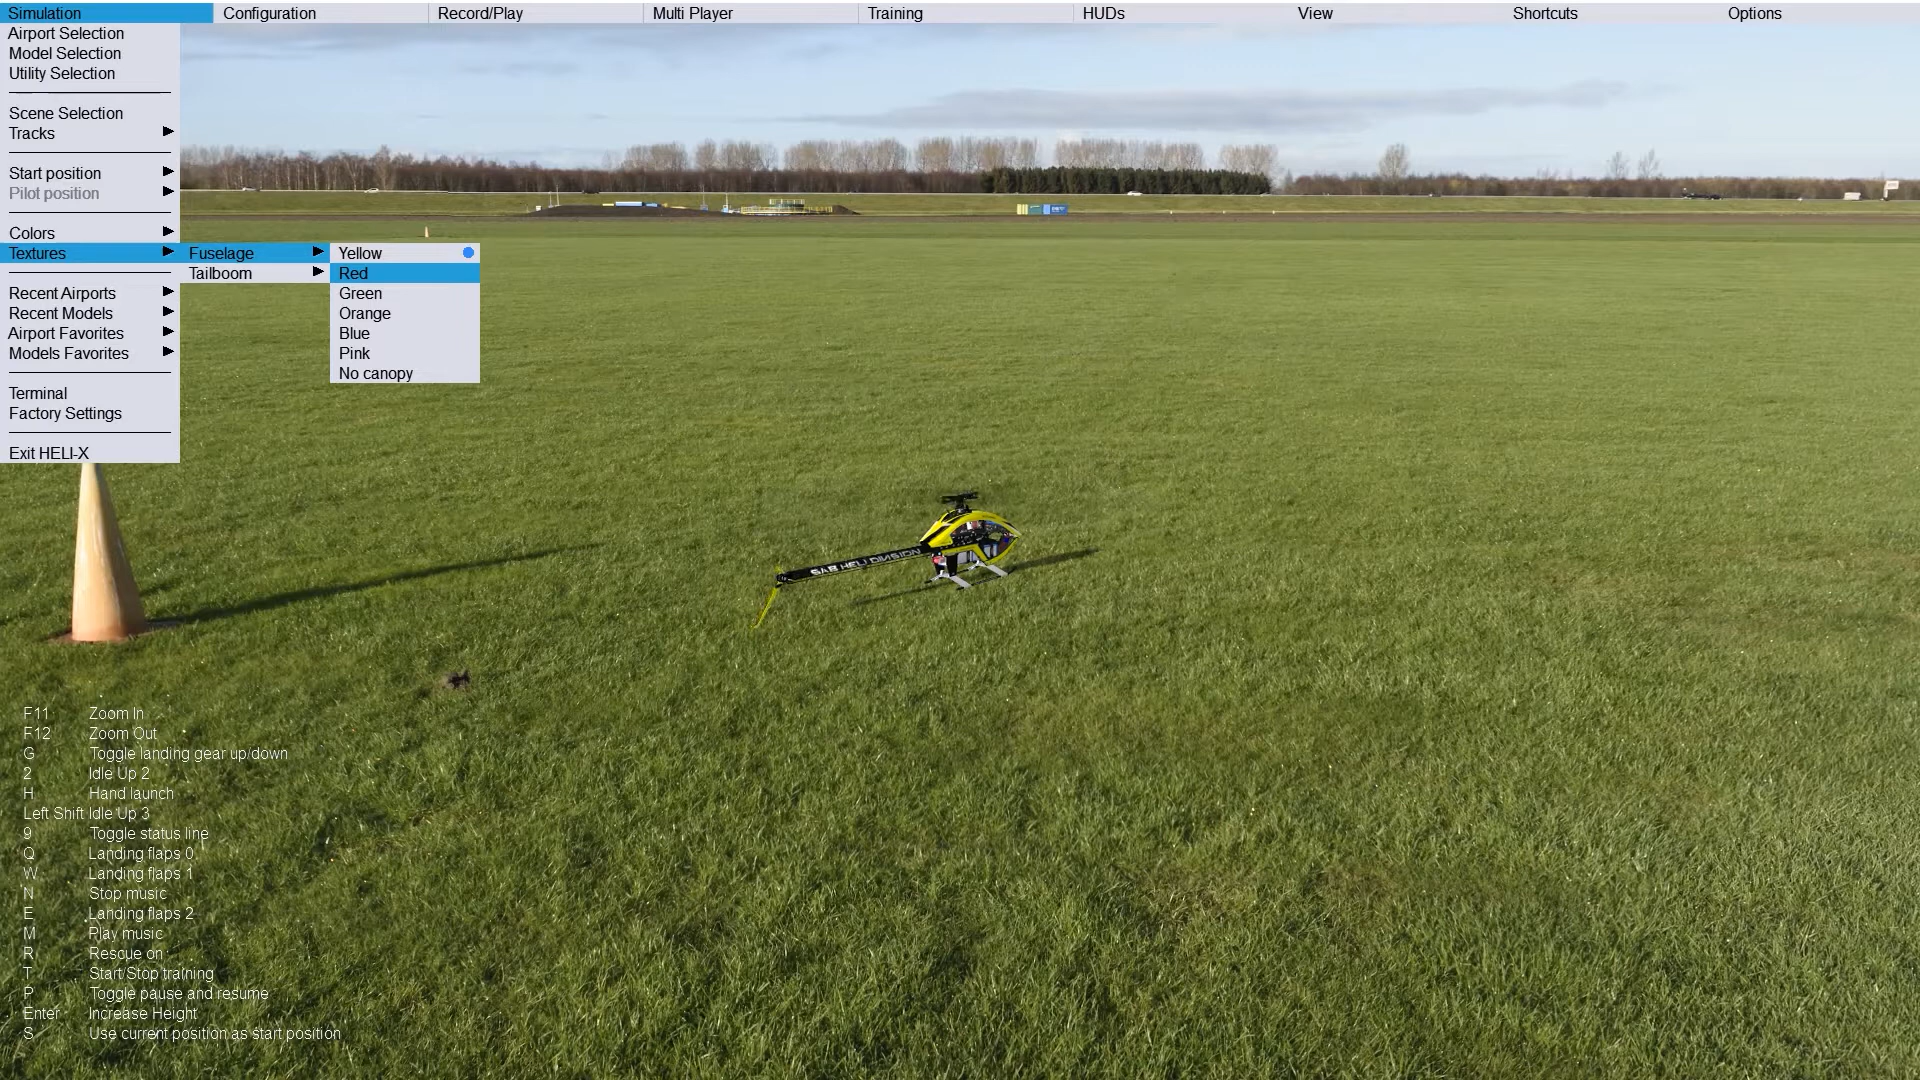 Simulation Configuration Record/Play Multi Player Training HUDs View Shortcuts Options
Airport Selection
Model Selection
Utility Selection
Scene Selection
Tracks
Start position
Pilot position
Colors
Textures Fuselage Yellow
Tailboom Red
Recent Airports Green
Recent Models Orange
Airport Favorites Blue
Models Favorites Pink
No canopy
Terminal
Factory Settings
Exit HELI-X
SAB HELI DIVISION
F11 Zoom In
F12 Zoom Out
G Toggle landing gear up/down
2 Idle Up 2
H Hand launch
Left Shift Idle Up 3
9 Toggle status line
Q Landing flaps 0
W Landing flaps 1
N Stop music
E Landing flaps 2
M Play music
R Rescue on
T Start/Stop training
P Toggle pause and resume
Enter Increase Height
S Use current position as start position